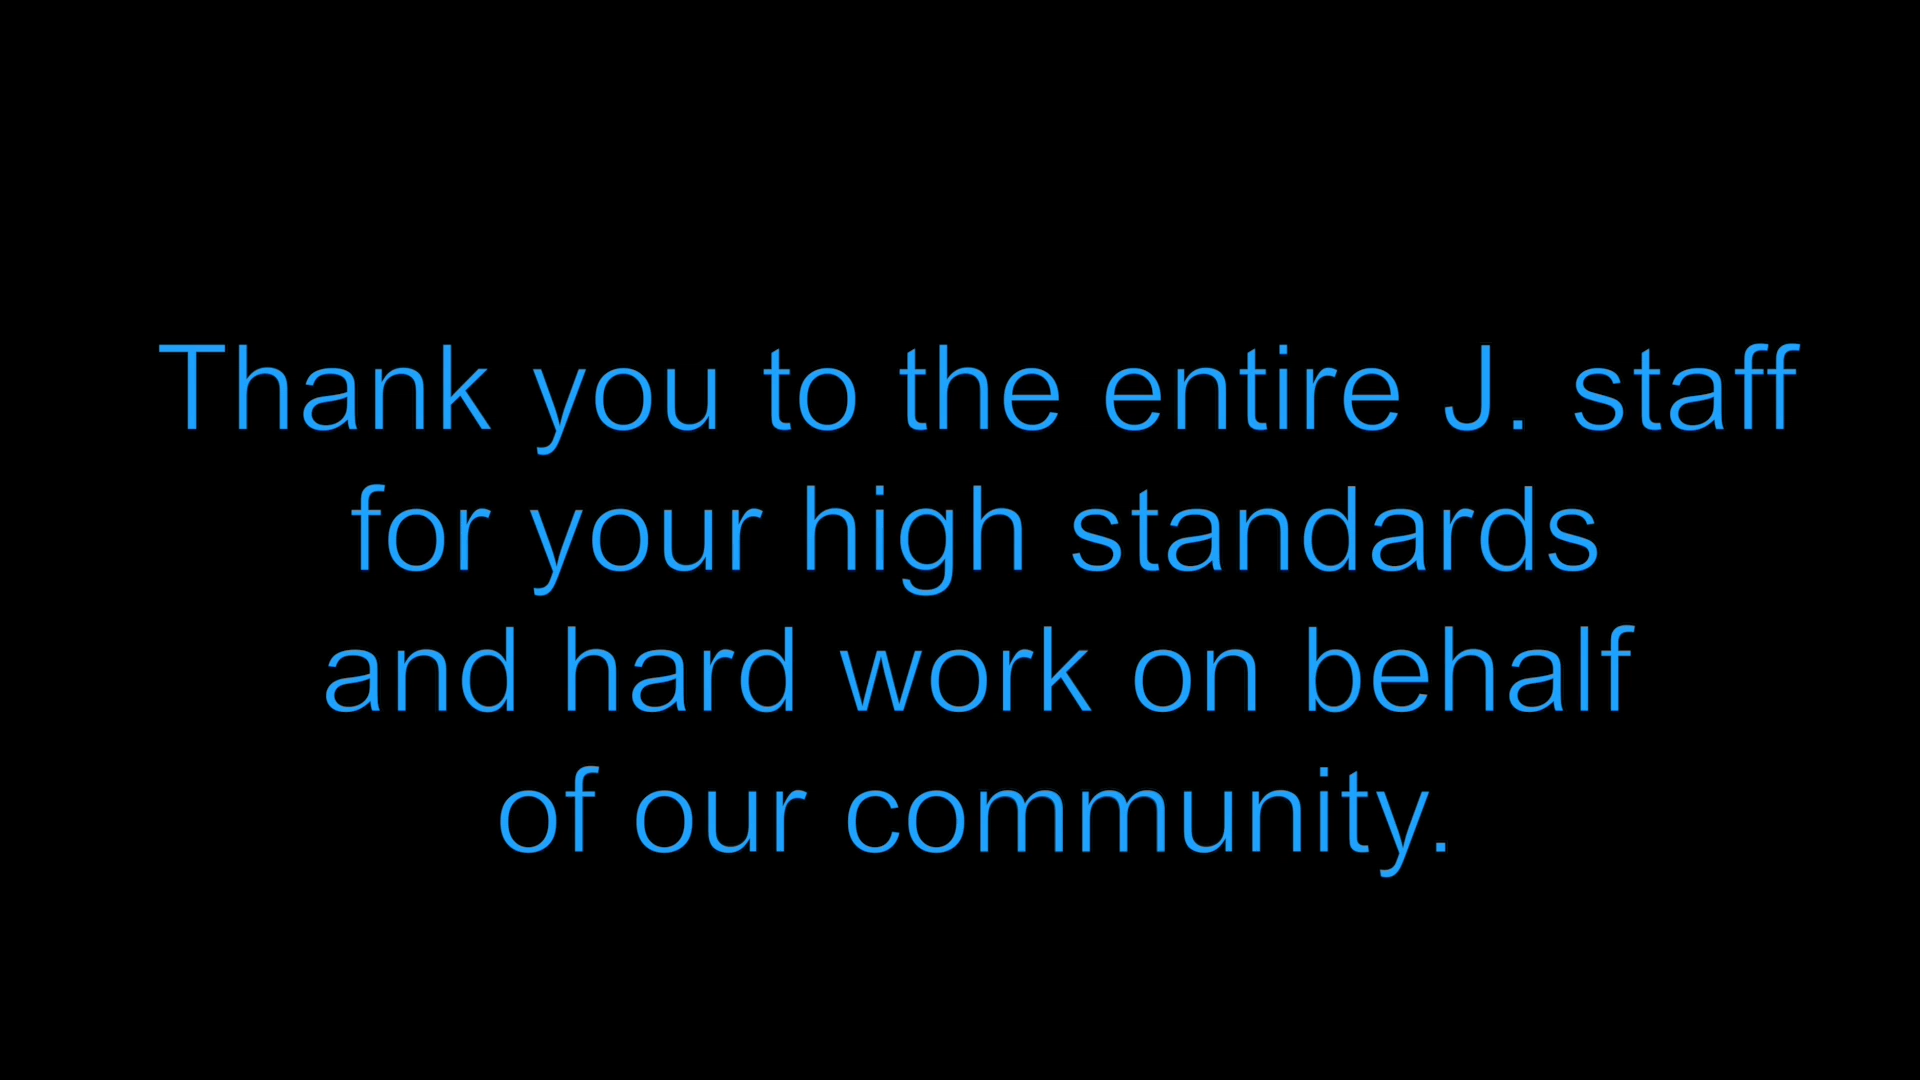 Thank you to the entire J. staff
for your high standards
and hard work on behalf
of our community.